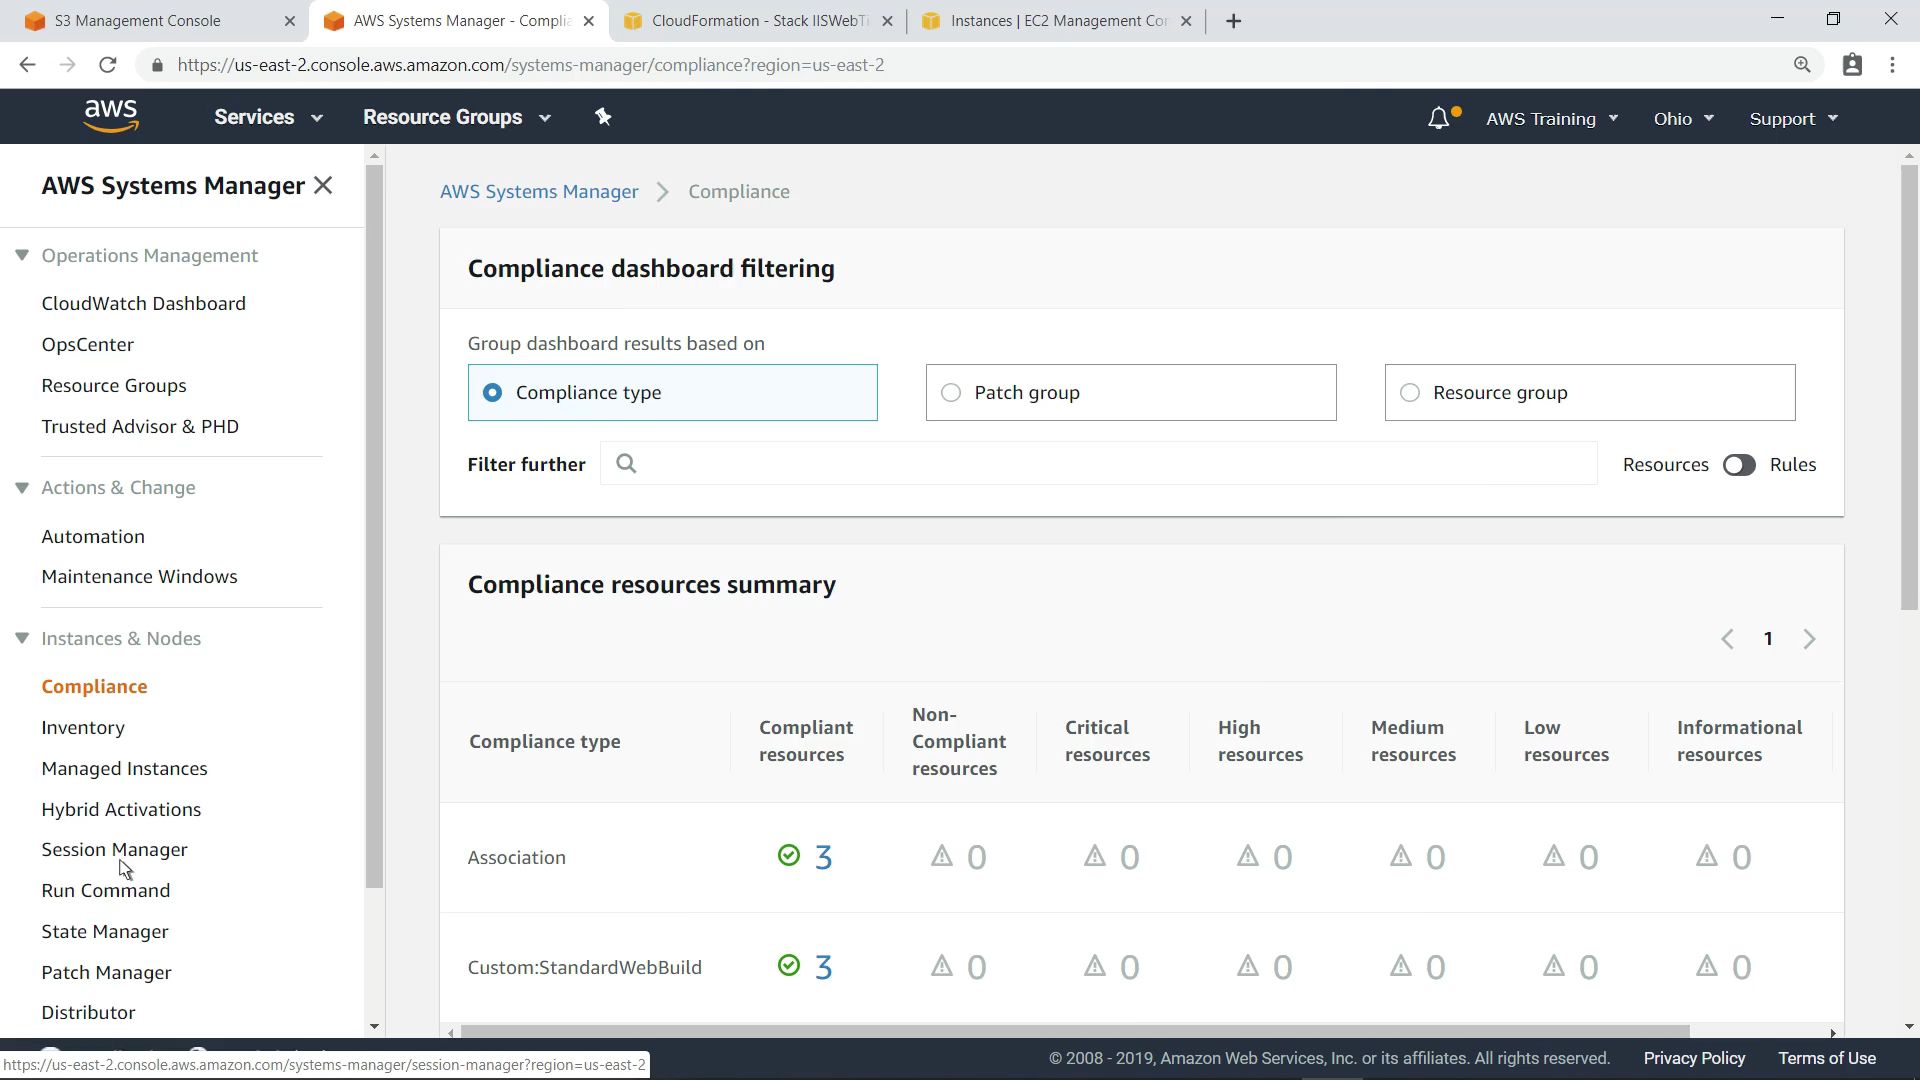 S3 Management Console
AWS Systems Manager - Complia
CloudFormation - Stack IISWebTi
Instances | EC2 Management Con
https://us-east-2.console.aws.amazon.com/systems-manager/compliance?region=us-east-2
aws
Services
Resource Groups
AWS Training
Ohio
Support
AWS Systems Manager
Operations Management
CloudWatch Dashboard
OpsCenter
Resource Groups
Trusted Advisor & PHD
Actions & Change
Automation
Maintenance Windows
Instances & Nodes
Compliance
Inventory
Managed Instances
Hybrid Activations
Session Manager
Run Command
State Manager
Patch Manager
Distributor
AWS Systems Manager > Compliance
Compliance dashboard filtering
Group dashboard results based on
Compliance type
Patch group
Resource group
Filter further
Resources
Rules
Compliance resources summary
1
Compliance type
Compliant resources
Non-Compliant resources
Critical resources
High resources
Medium resources
Low resources
Informational resources
Association 3 0 0 0 0 0 0
Custom:StandardWebBuild 3 0 0 0 0 0 0
https://us-east-2.console.aws.amazon.com/systems-manager/session-manager?region=us-east-2
© 2008 - 2019, Amazon Web Services, Inc. or its affiliates. All rights reserved.
Privacy Policy
Terms of Use